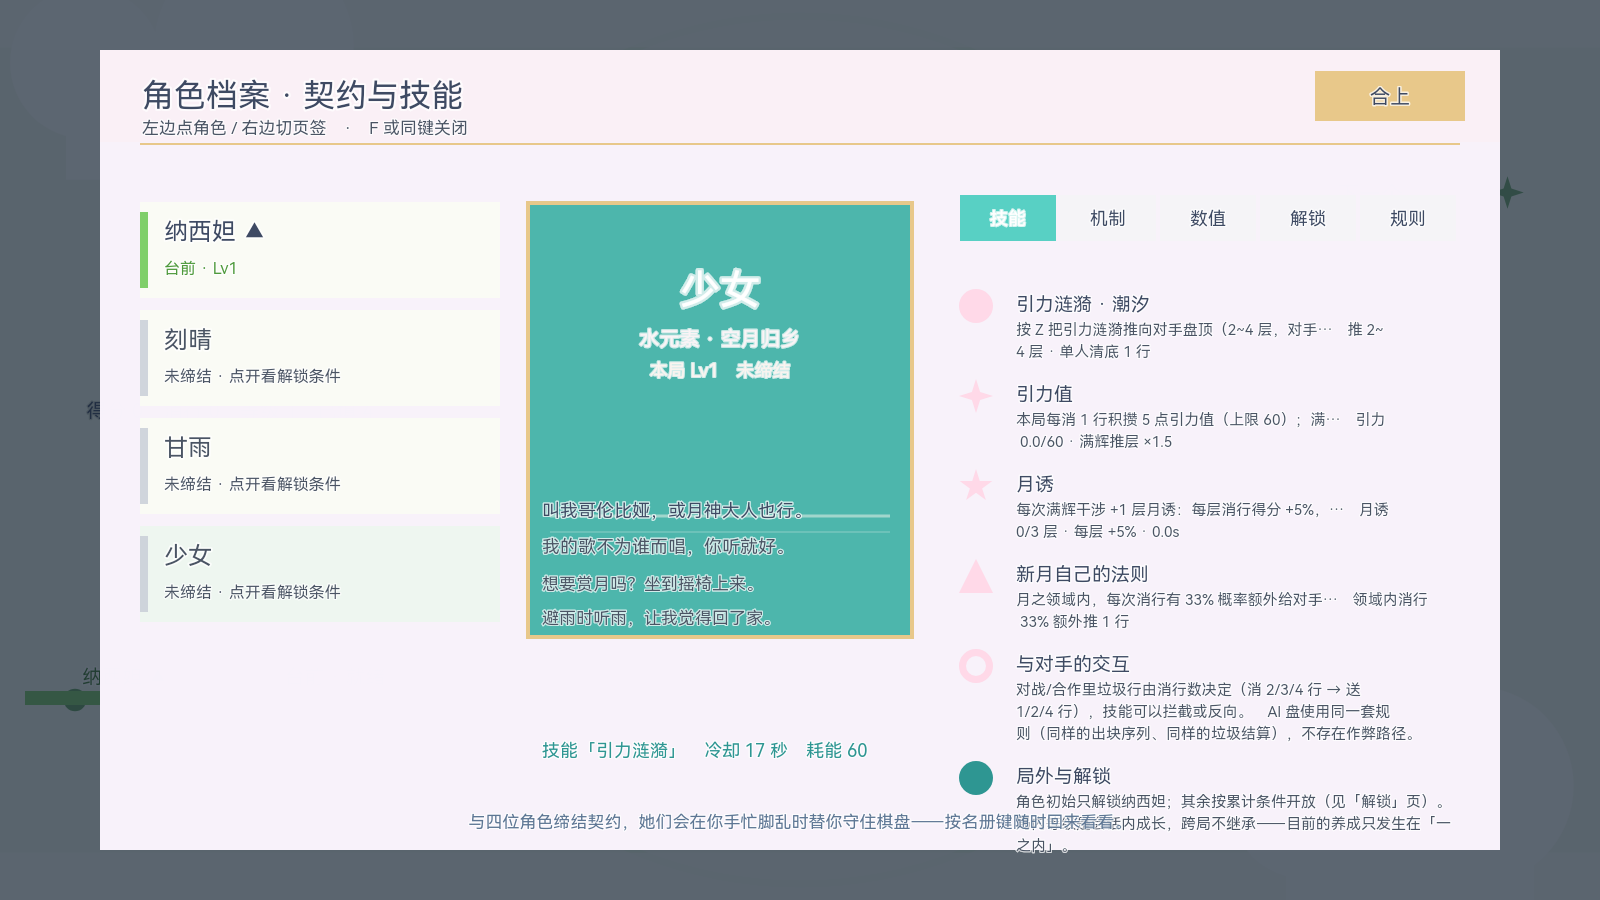 角色档案 · 契约与技能
左边点角色 / 右边切页签 · F 或同键关闭
合上
纳西妲 ▲
台前 · Lv1
刻晴
未缔结 · 点开看解锁条件
甘雨
未缔结 · 点开看解锁条件
少女
未缔结 · 点开看解锁条件
少女
水元素 · 空月归乡
本局 Lv1 未缔结
叫我哥伦比娅，或月神大人也行。
我的歌不为谁而唱，你听就好。
想要赏月吗？坐到摇椅上来。
避雨时听雨，让我觉得回了家。
技能「引力涟漪」 冷却 17 秒 耗能 60
技能 机制 数值 解锁 规则
引力涟漪 · 潮汐
按 Z 把引力涟漪推向对手盘顶（2~4 层，对手… 推 2~
4 层 · 单人清底 1 行
引力值
本局每消 1 行积攒 5 点引力值（上限 60）；满… 引力
0.0/60 · 满辉推层 ×1.5
月诱
每次满辉干涉 +1 层月诱：每层消行得分 +5%，… 月诱
0/3 层 · 每层 +5% · 0.0s
新月自己的法则
月之领域内，每次消行有 33% 概率额外给对手… 领域内消行
33% 额外推 1 行
与对手的交互
对战/合作里垃圾行由消行数决定（消 2/3/4 行 → 送
1/2/4 行），技能可以拦截或反向。 AI 盘使用同一套规
则（同样的出块序列、同样的垃圾结算），不存在作弊路径。
局外与解锁
角色初始只解锁纳西妲；其余按累计条件开放（见「解锁」页）。
内成长，跨局不继承——目前的养成只发生在「一
之内」。
与四位角色缔结契约，她们会在你手忙脚乱时替你守住棋盘——按名册键随时回来看看。
得
纳